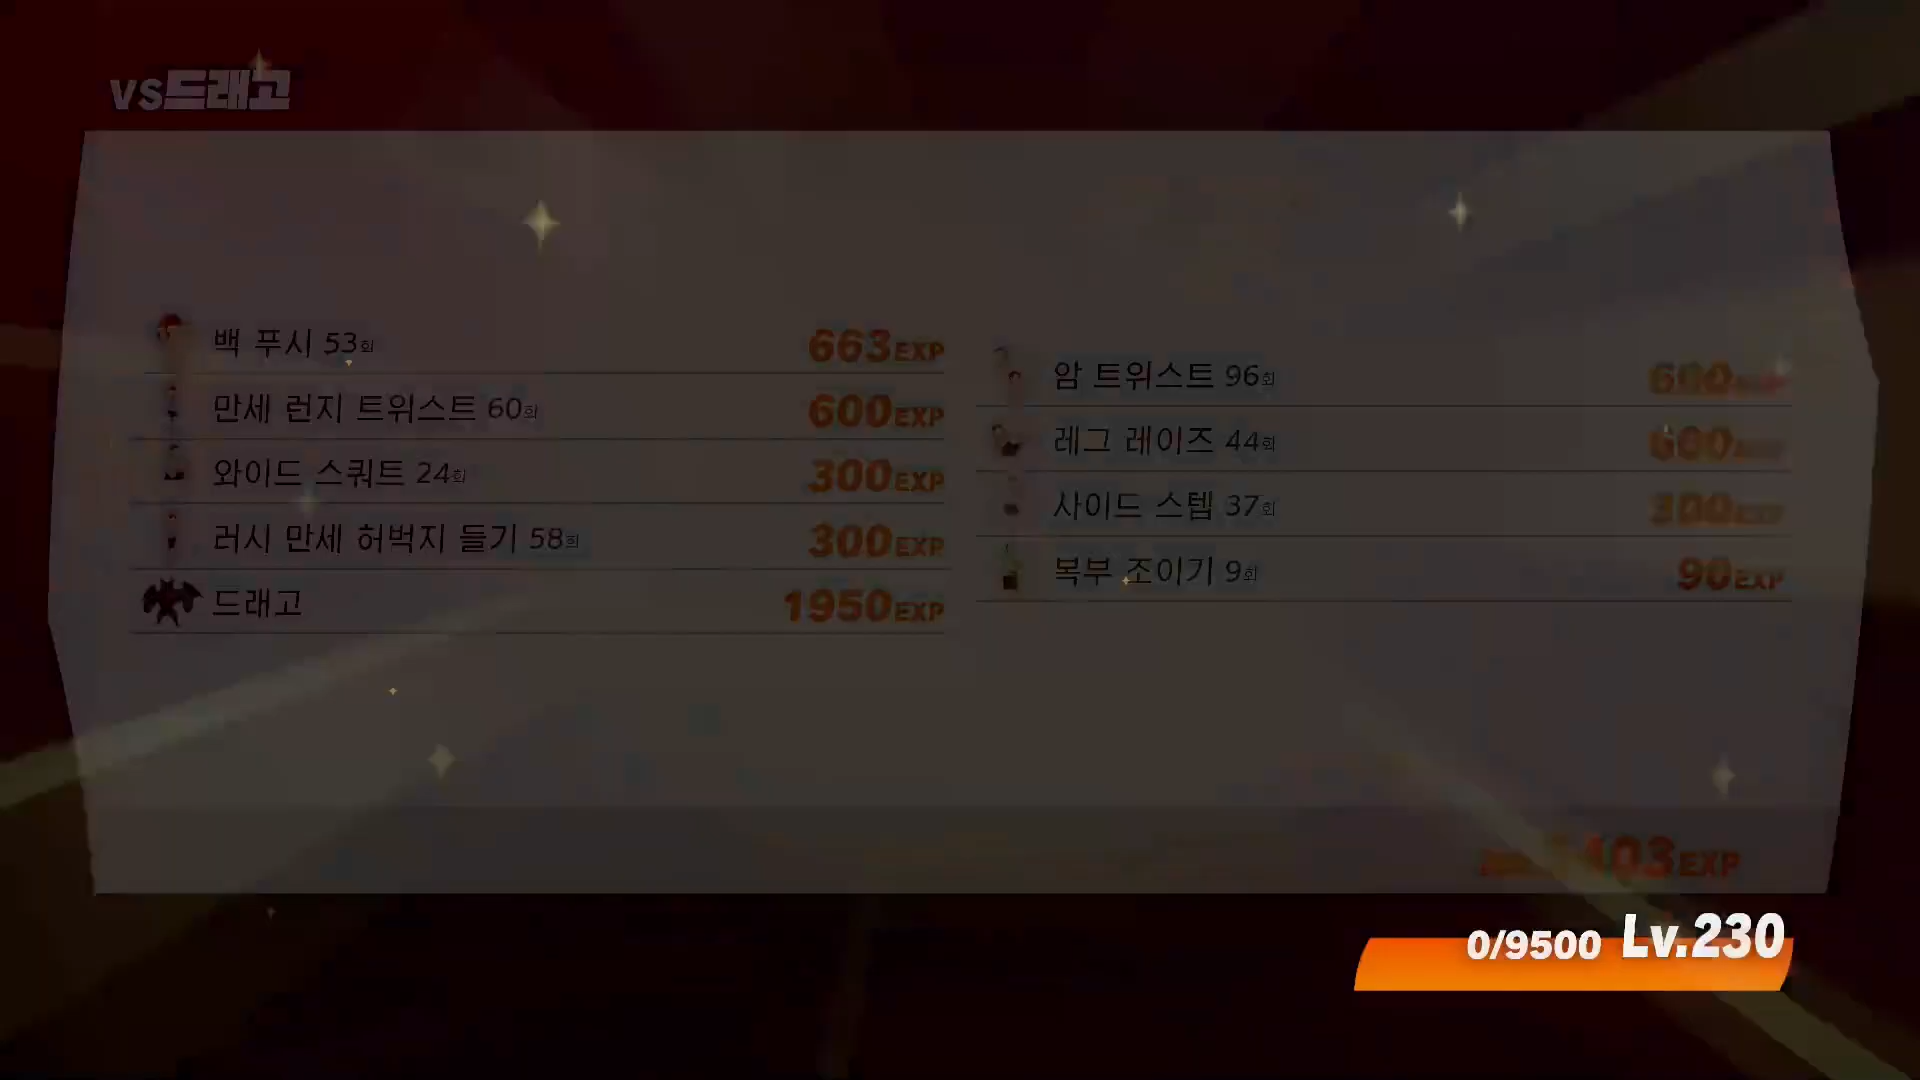 vs드래고
백 푸시 53회 663EXP
만세 런지 트위스트 60회 600EXP
와이드 스쿼트 24회 300EXP
러시 만세 허벅지 들기 58회 300EXP
드래고 1950EXP
암 트위스트 96회 600EXP
레그 레이즈 44회 600EXP
사이드 스텝 37회 300EXP
복부 조이기 9회 90EXP
EXP
0/9500 Lv.230